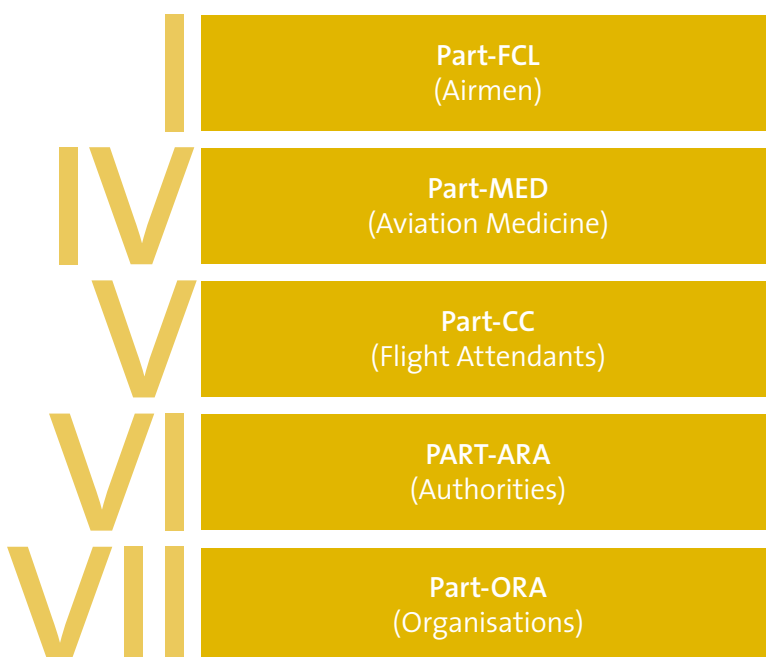 I
Part-FCL
(Airmen)
IV
Part-MED
(Aviation Medicine)
V
Part-CC
(Flight Attendants)
VI
PART-ARA
(Authorities)
VII
Part-ORA
(Organisations)